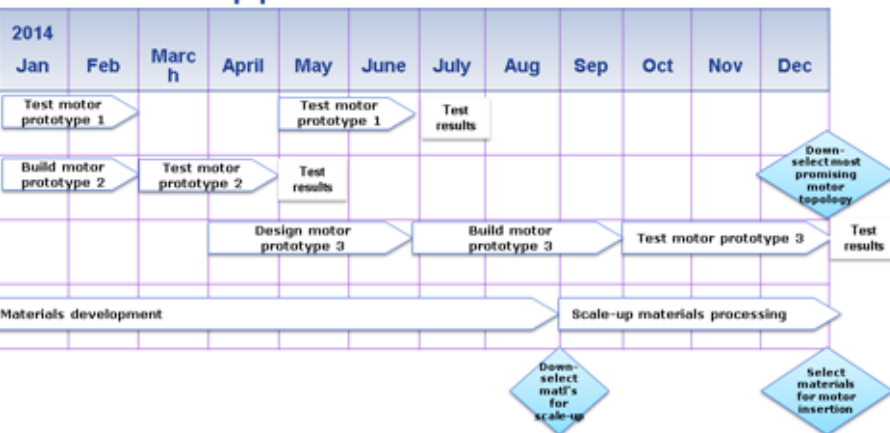 2014
Jan Feb Marc April May June July Aug Sep Oct Nov Dec
h
Test motor
prototype 1
Test motor
prototype 1
Test
results
Build motor
prototype 2
Test motor
prototype 2
Test
results
Down-
select most
promising
motor
topology
Design motor
prototype 3
Build motor
prototype 3
Test motor prototype 3
Test
results
Materials development
Scale-up materials processing
Down-
select
matl's
for
scale-up
Select
materials
for motor
insertion